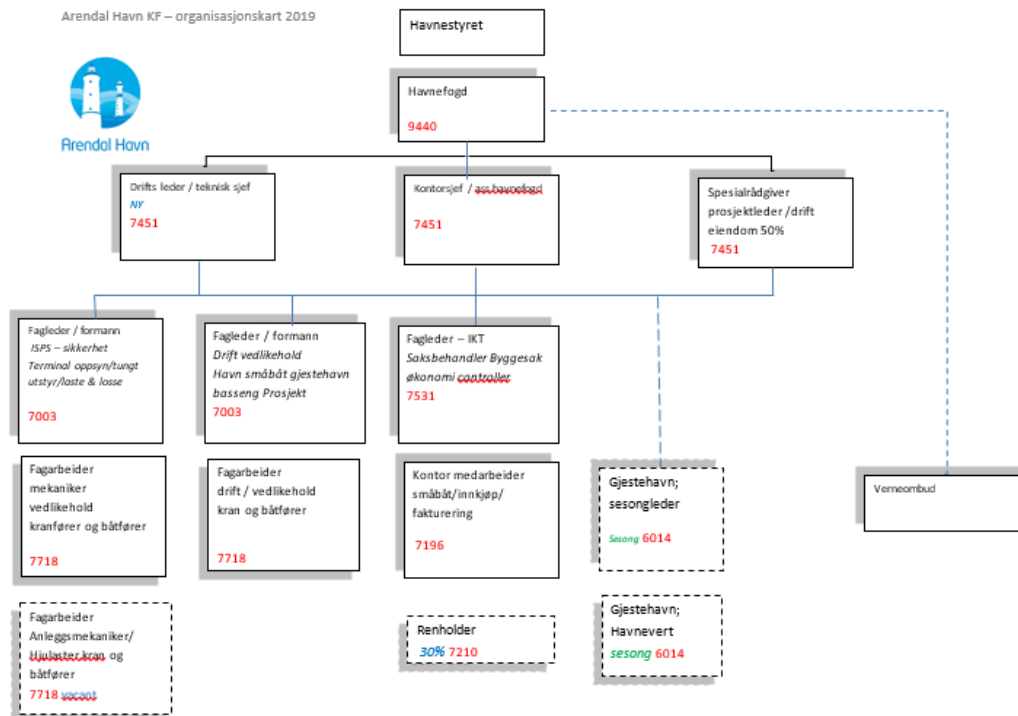 Arendal Havn KF – organisasjonskart 2019
Havnestyret
Arendal Havn
Havnefogd
9440
Drifts leder / teknisk sjef
NY
7451
Kontorsjef / ass.havnefogd
7451
Spesialrådgiver
prosjektleder /drift
eiendom 50%
7451
Fagleder / formann
ISPS – sikkerhet
Terminal oppsyn/tungt
utstyr/laste & losse
7003
Fagleder / formann
Drift vedlikehold
Havn småbåt gjestehavn
basseng Prosjekt
7003
Fagleder – IKT
Saksbehandler Byggesak
økonomi controller
7531
Fagarbeider
mekaniker
vedlikehold
kranfører og båtfører
7718
Fagarbeider
drift / vedlikehold
kran og båtfører
7718
Kontor medarbeider
småbåt/innkjøp/
fakturering
7196
Gjestehavn;
sesongleder
Sesong 6014
Verneombud
Fagarbeider
Anleggsmekaniker/
Hjulaster,kran og
båtfører
7718 vacant
Renholder
30% 7210
Gjestehavn;
Havnevert
sesong 6014